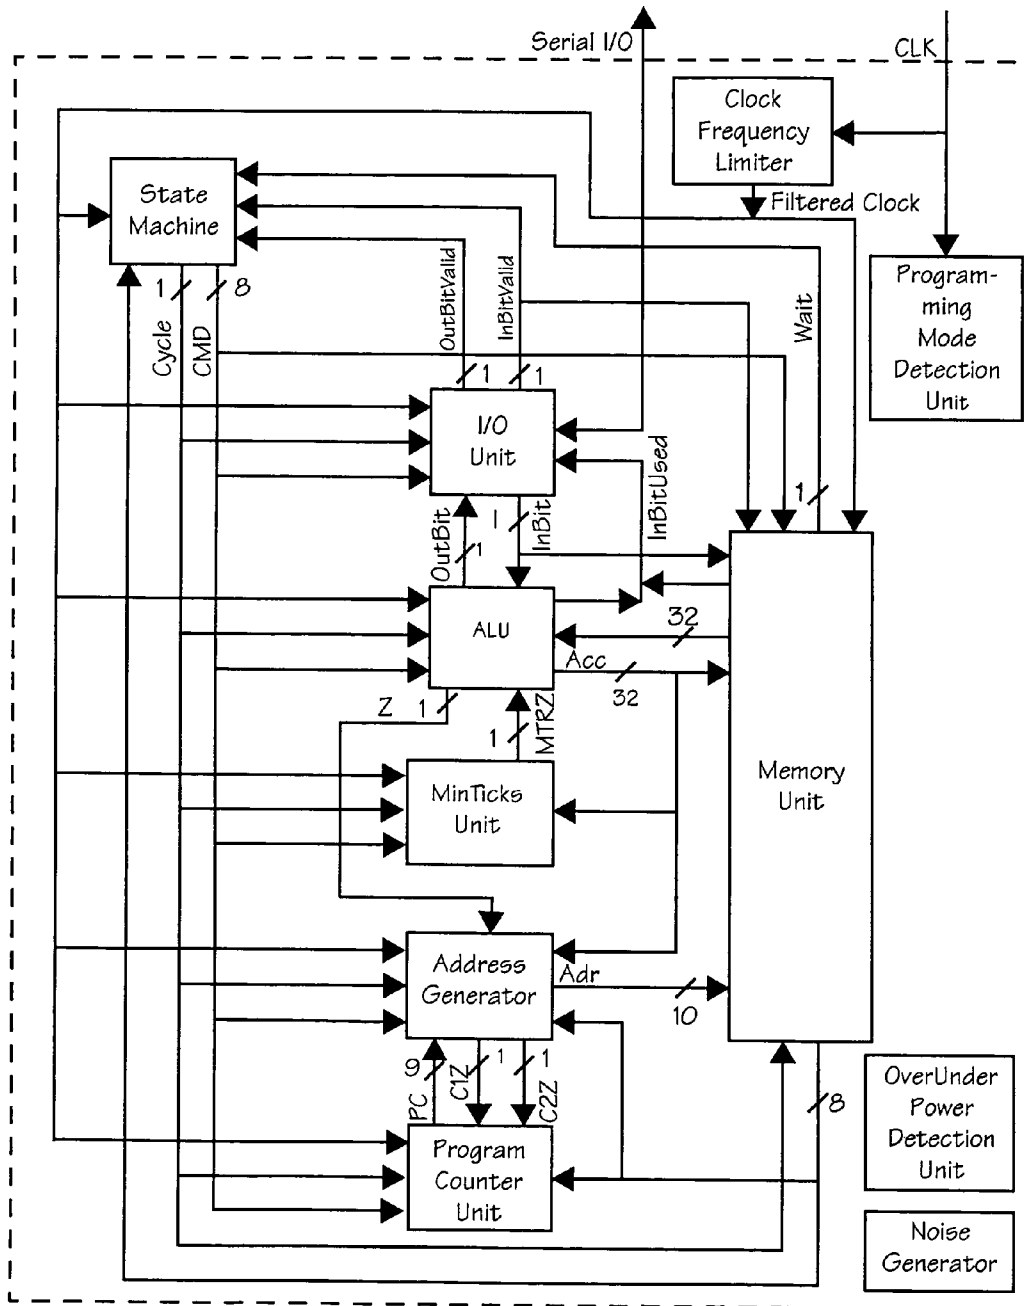 Serial I/O
CLK
Clock
Frequency
Limiter
State
Machine
Filtered Clock
Program-
ming
Mode
Detection
Unit
1
8
Cycle
CMD
OutBitValid
InBitValid
Wait
1
1
I/O
Unit
1
OutBit
1
1
InBit
InBitUsed
ALU
32
Acc
32
Z
1
1
MTRZ
MinTicks
Unit
Memory
Unit
Address
Generator
Adr
10
9
PC
C1Z
1
1
C2Z
8
OverUnder
Power
Detection
Unit
Program
Counter
Unit
Noise
Generator